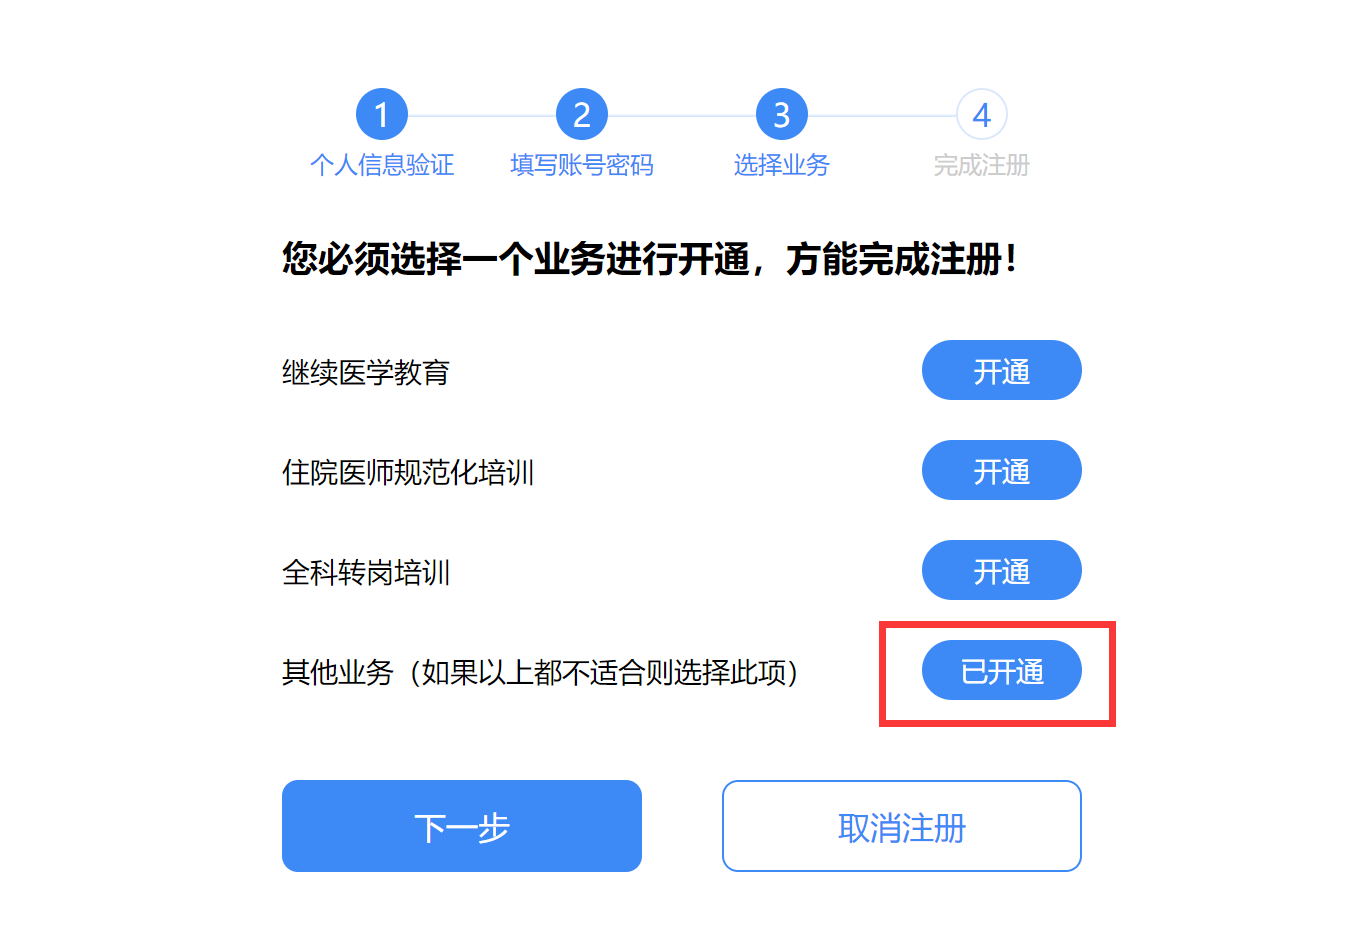 1 2 3 4
个人信息验证 填写账号密码 选择业务 完成注册
您必须选择一个业务进行开通，方能完成注册！
继续医学教育 开通
住院医师规范化培训 开通
全科转岗培训 开通
其他业务（如果以上都不适合则选择此项） 已开通
下一步 取消注册